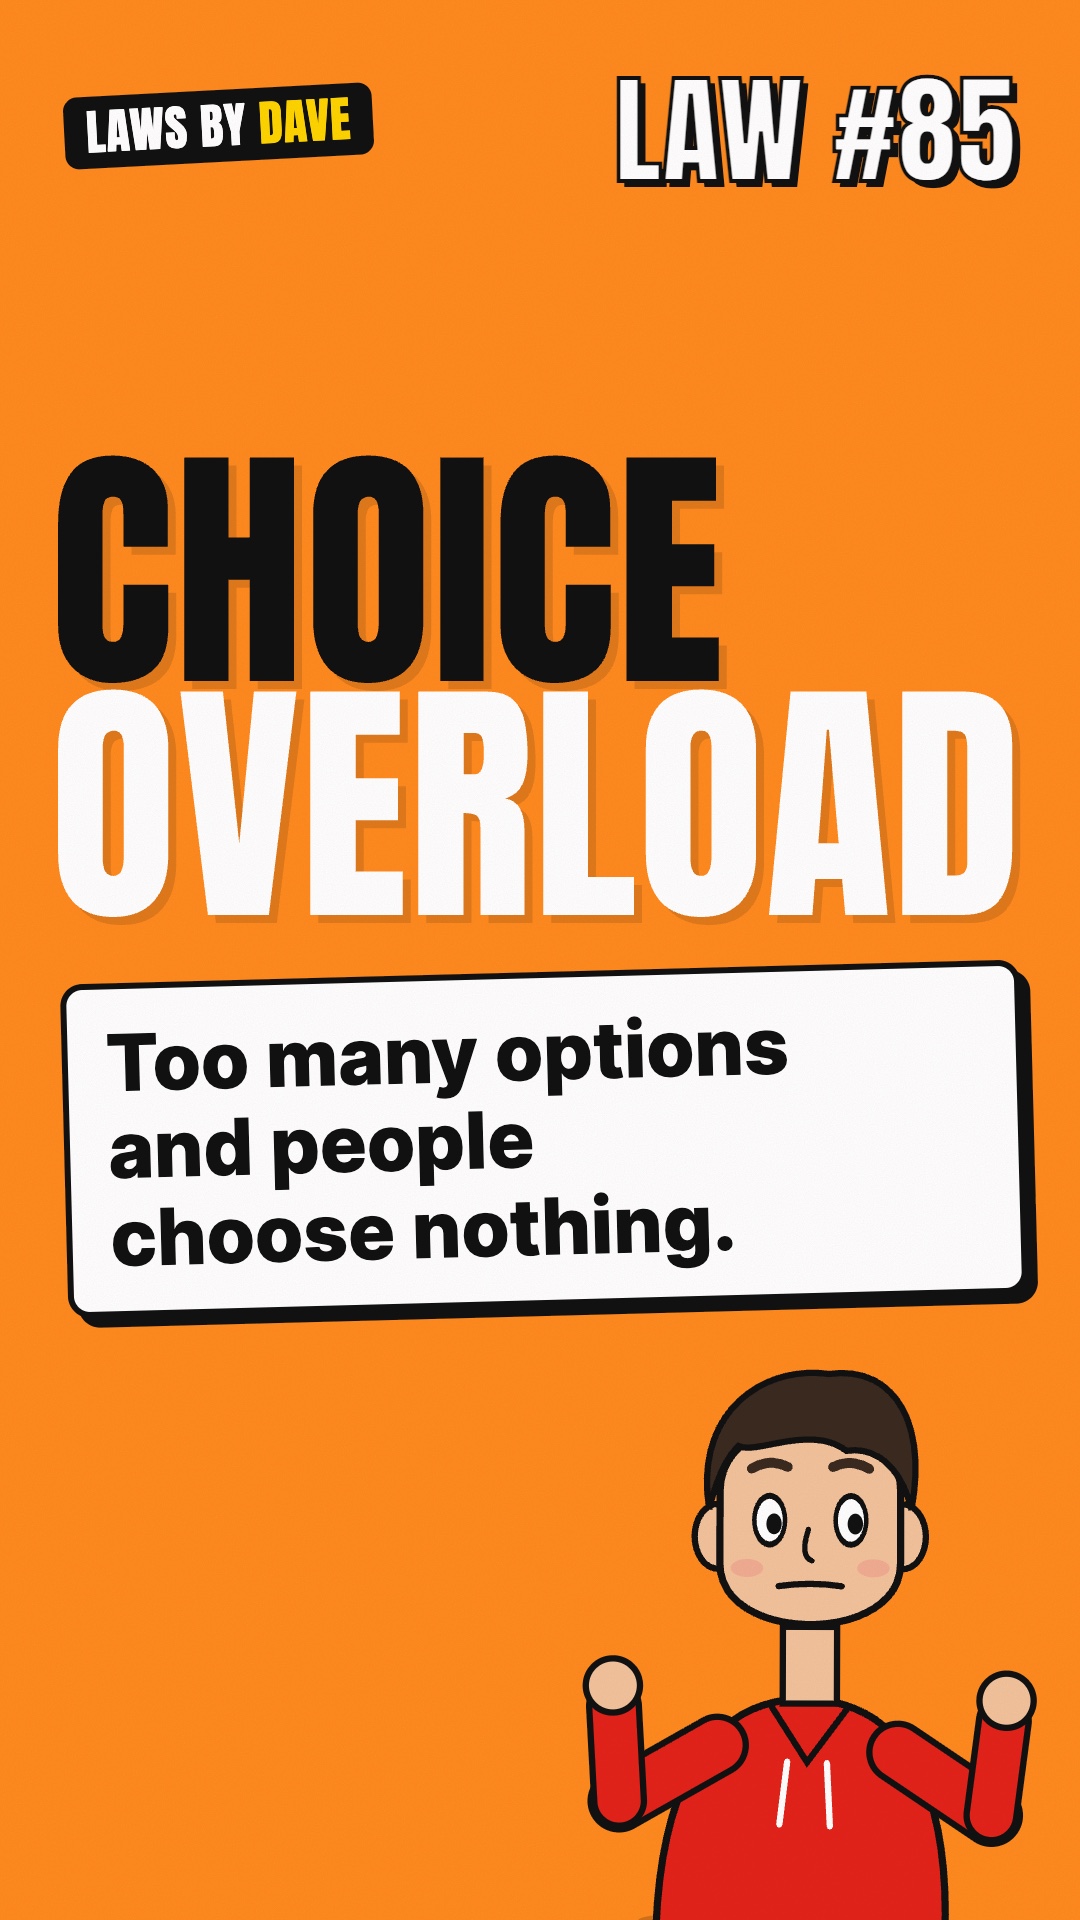 LAWS BY DAVE
LAW #85
CHOICE
OVERLOAD
Too many options
and people
choose nothing.